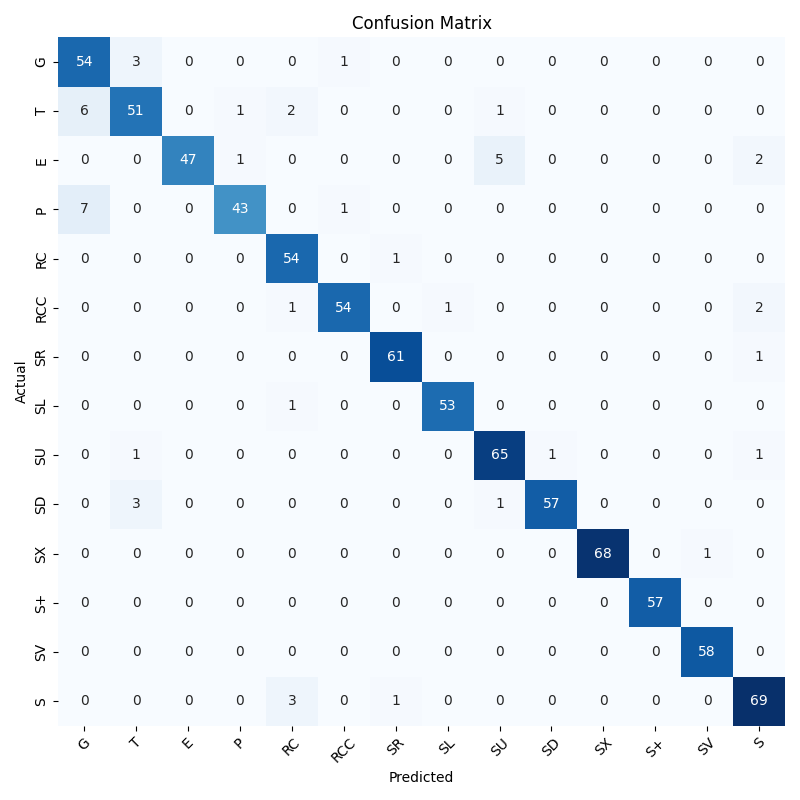 Confusion Matrix
Actual
G 54 3 0 0 0 1 0 0 0 0 0 0 0 0
T 6 51 0 1 2 0 0 0 1 0 0 0 0 0
E 0 0 47 1 0 0 0 0 5 0 0 0 0 2
P 7 0 0 43 0 1 0 0 0 0 0 0 0 0
RC 0 0 0 0 54 0 1 0 0 0 0 0 0 0
RCC 0 0 0 0 1 54 0 1 0 0 0 0 0 2
SR 0 0 0 0 0 0 61 0 0 0 0 0 0 1
SL 0 0 0 0 1 0 0 53 0 0 0 0 0 0
SU 0 1 0 0 0 0 0 0 65 1 0 0 0 1
SD 0 3 0 0 0 0 0 0 1 57 0 0 0 0
SX 0 0 0 0 0 0 0 0 0 0 68 0 1 0
S+ 0 0 0 0 0 0 0 0 0 0 0 57 0 0
SV 0 0 0 0 0 0 0 0 0 0 0 0 58 0
S 0 0 0 0 3 0 1 0 0 0 0 0 0 69
G T E P RC RCC SR SL SU SD SX S+ SV S
Predicted